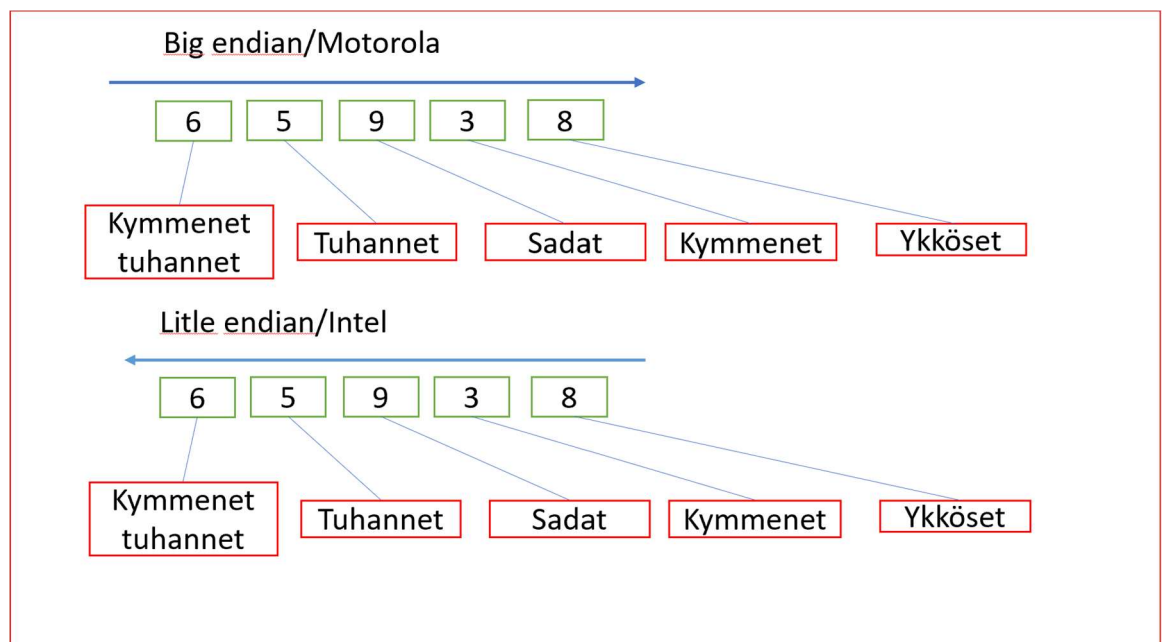 Big endian/Motorola
6 5 9 3 8
Kymmenet
tuhannet
Tuhannet
Sadat
Kymmenet
Ykköset
Litle endian/Intel
6 5 9 3 8
Kymmenet
tuhannet
Tuhannet
Sadat
Kymmenet
Ykköset